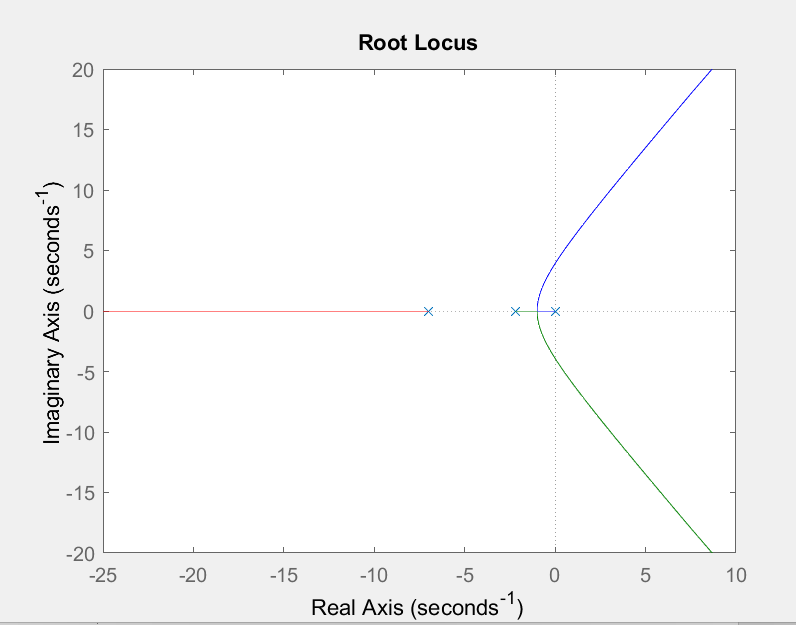 Root Locus
Imaginary Axis (seconds⁻¹)
20
15
10
5
0
-5
-10
-15
-20
-25 -20 -15 -10 -5 0 5 10
Real Axis (seconds⁻¹)